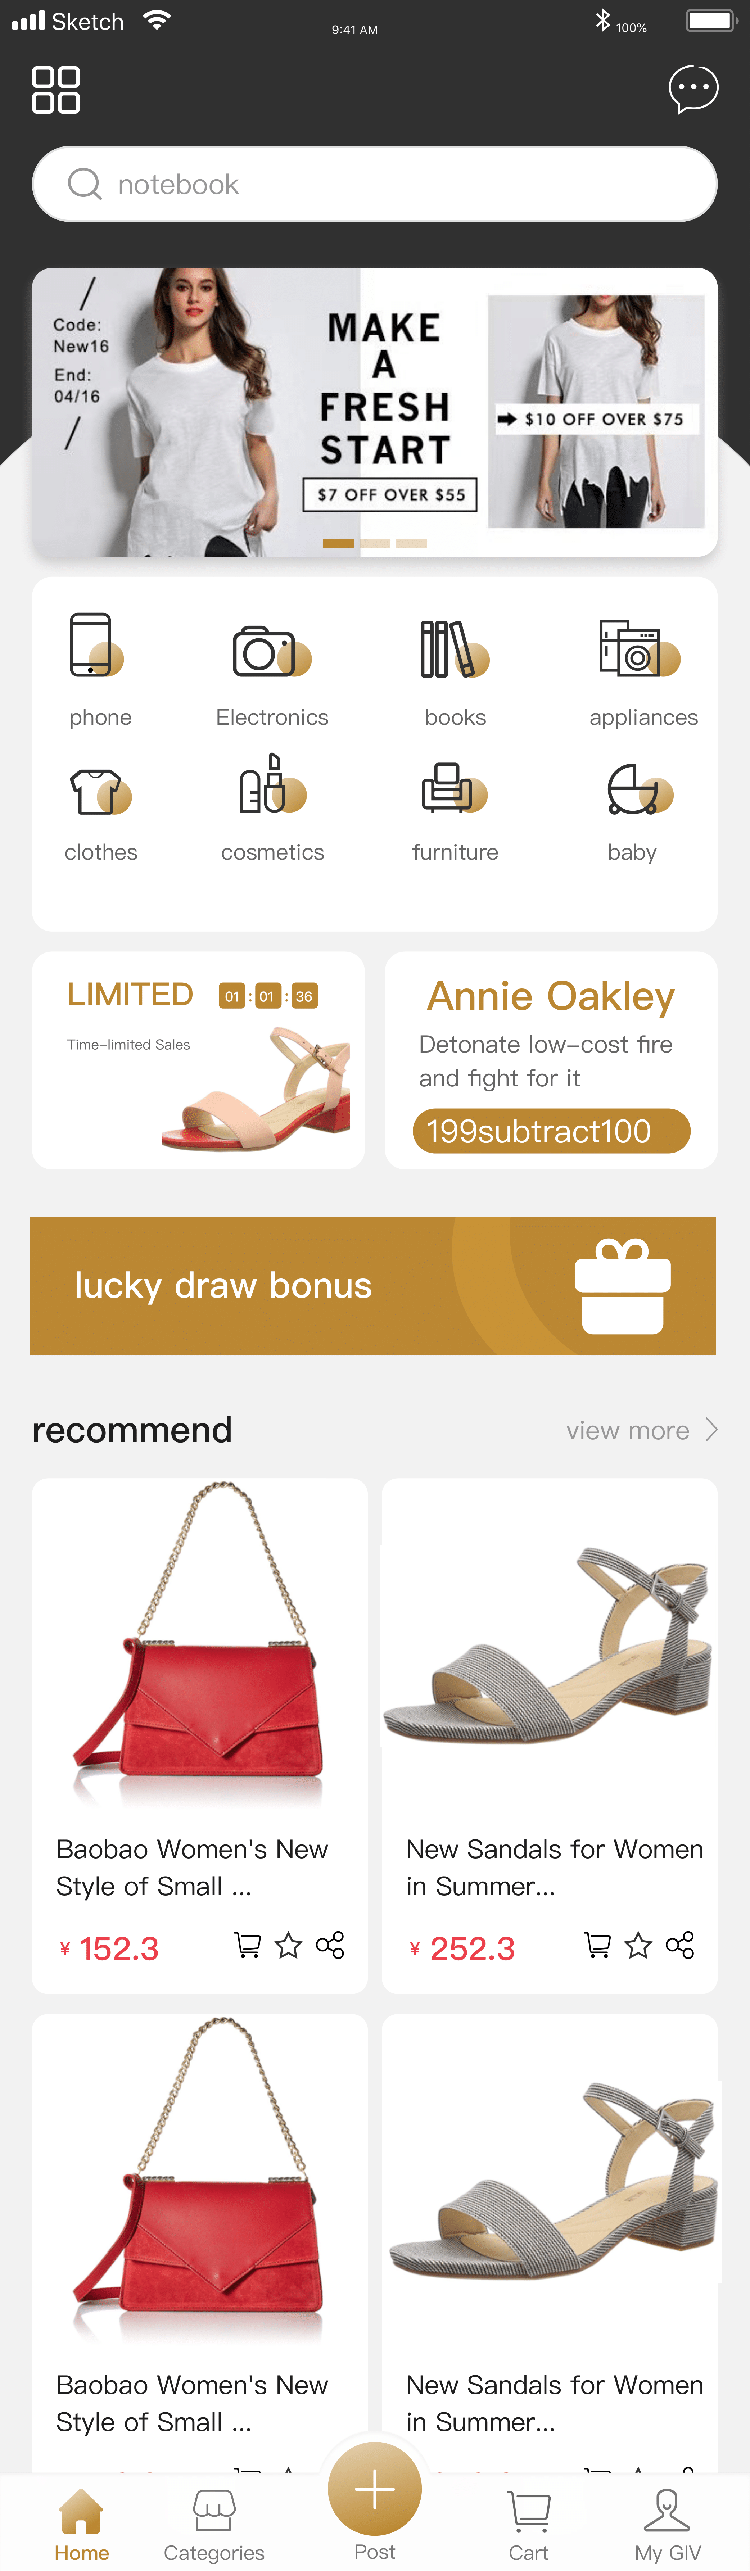 Sketch
9:41 AM
100%
notebook
Code:
New16
End:
04/16
MAKE
A
FRESH
START
$7 OFF OVER $55
$10 OFF OVER $75
phone
Electronics
books
appliances
clothes
cosmetics
furniture
baby
LIMITED
01 : 01 : 36
Time-limited Sales
Annie Oakley
Detonate low-cost fire
and fight for it
199subtract100
lucky draw bonus
recommend
view more
Baobao Women's New
Style of Small ...
¥ 152.3
New Sandals for Women
in Summer...
¥ 252.3
Baobao Women's New
Style of Small ...
New Sandals for Women
in Summer...
Home
Categories
Post
Cart
My GIV